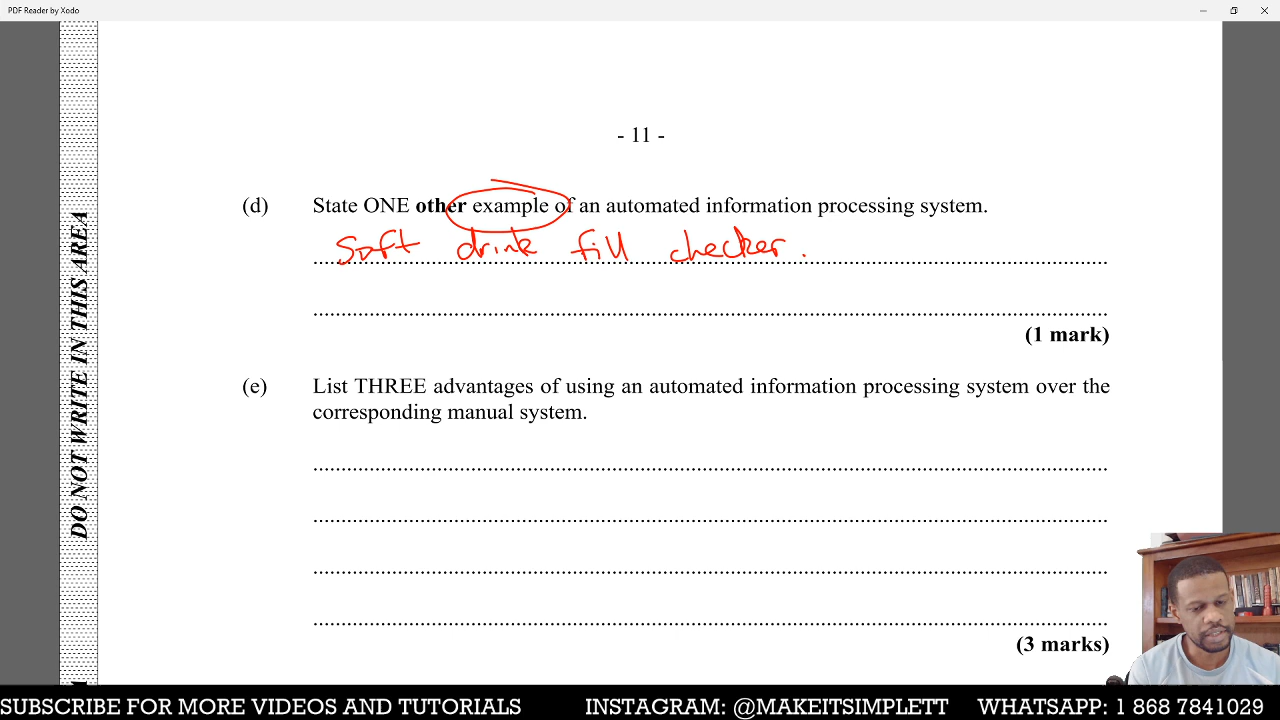 PDF Reader by Xodo
- 11 -
(d) State ONE other example of an automated information processing system.
Soft drink fill checker.
(1 mark)
(e) List THREE advantages of using an automated information processing system over the
corresponding manual system.
(3 marks)
DO NOT WRITE IN THIS AREA
SUBSCRIBE FOR MORE VIDEOS AND TUTORIALS INSTAGRAM: @MAKEITSIMPLETT WHATSAPP: 1 868 7841029